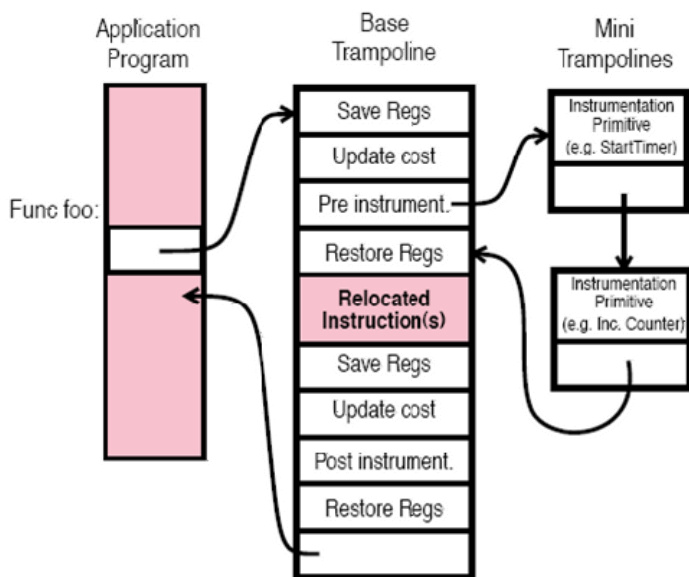 Application
Program
Base
Trampoline
Mini
Trampolines
Func foo:
Save Regs
Update cost
Pre instrument.
Restore Regs
Relocated
Instruction(s)
Save Regs
Update cost
Post instrument.
Restore Regs
Instrumentation
Primitive
(e.g. StartTimer)
Instrumentation
Primitive
(e.g. Inc. Counter)